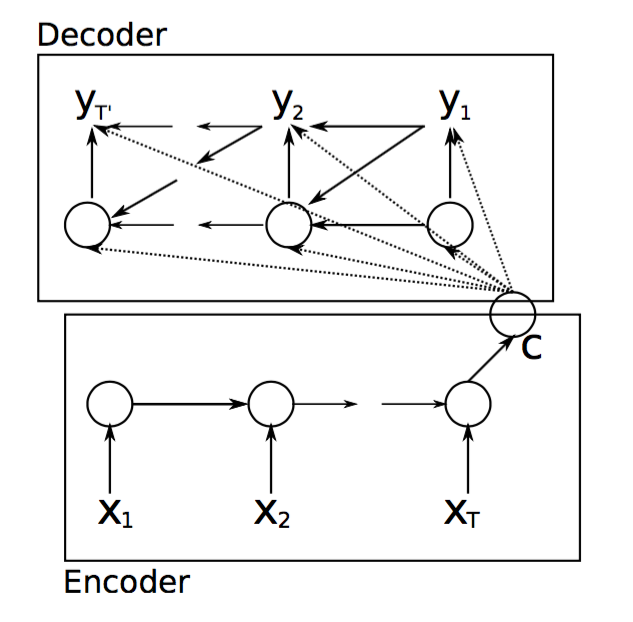 Decoder
yT' y2 y1
c
x1 x2 xT
Encoder